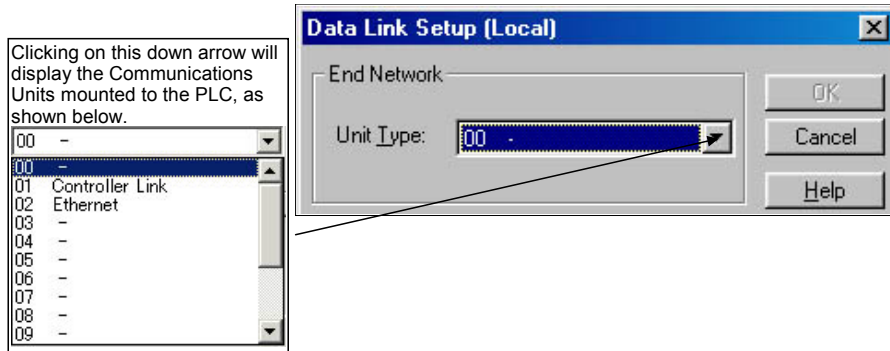 Clicking on this down arrow will
display the Communications
Units mounted to the PLC, as
shown below.
00 -
00 -
01 Controller Link
02 Ethernet
03 -
04 -
05 -
06 -
07 -
08 -
09 -
Data Link Setup (Local)
End Network
Unit Type: 00 -
OK
Cancel
Help